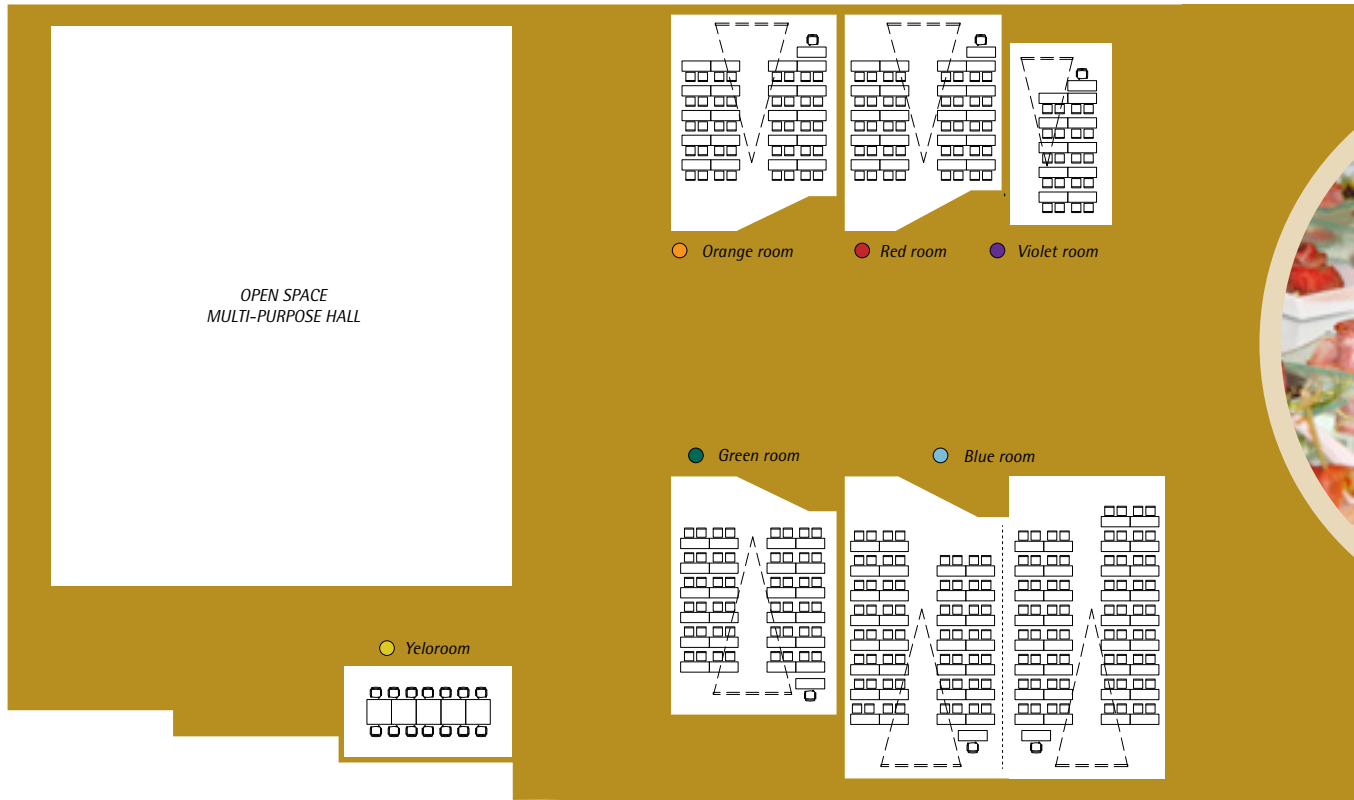 Orange room
Red room
Violet room
OPEN SPACE
MULTI-PURPOSE HALL
Green room
Blue room
Yeloroom